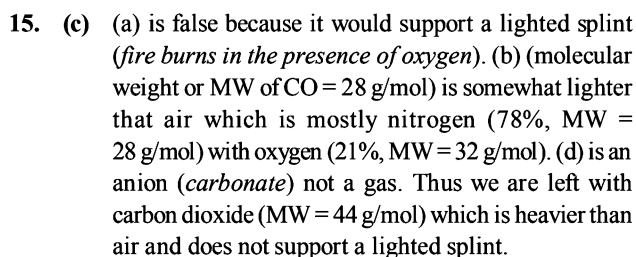 15. (c) (a) is false because it would support a lighted splint
(fire burns in the presence of oxygen). (b) (molecular
weight or MW of CO = 28 g/mol) is somewhat lighter
that air which is mostly nitrogen (78%, MW =
28 g/mol) with oxygen (21%, MW = 32 g/mol). (d) is an
anion (carbonate) not a gas. Thus we are left with
carbon dioxide (MW = 44 g/mol) which is heavier than
air and does not support a lighted splint.